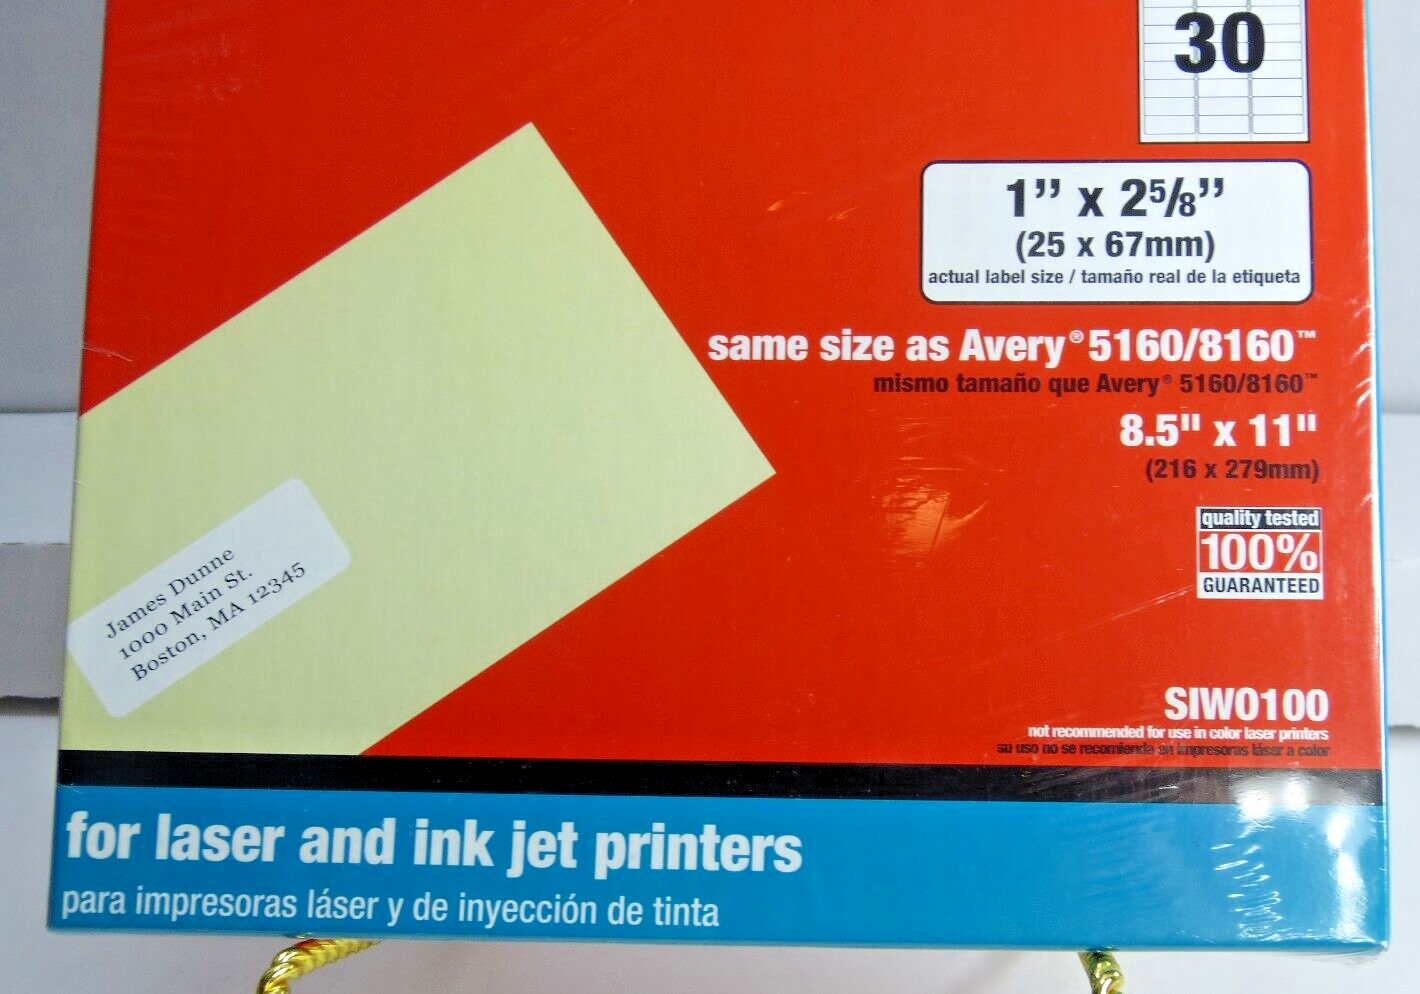 30
1” x 2⅝”
(25 x 67mm)
actual label size / tamaño real de la etiqueta
same size as Avery® 5160/8160™
mismo tamaño que Avery® 5160/8160™
8.5" x 11"
(216 x 279mm)
quality tested
100%
GUARANTEED
James Dunne
1000 Main St.
Boston, MA 12345
SIWO100
not recommended for use in color laser printers
su uso no se recomienda en impresoras láser a color
for laser and ink jet printers
para impresoras láser y de inyección de tinta